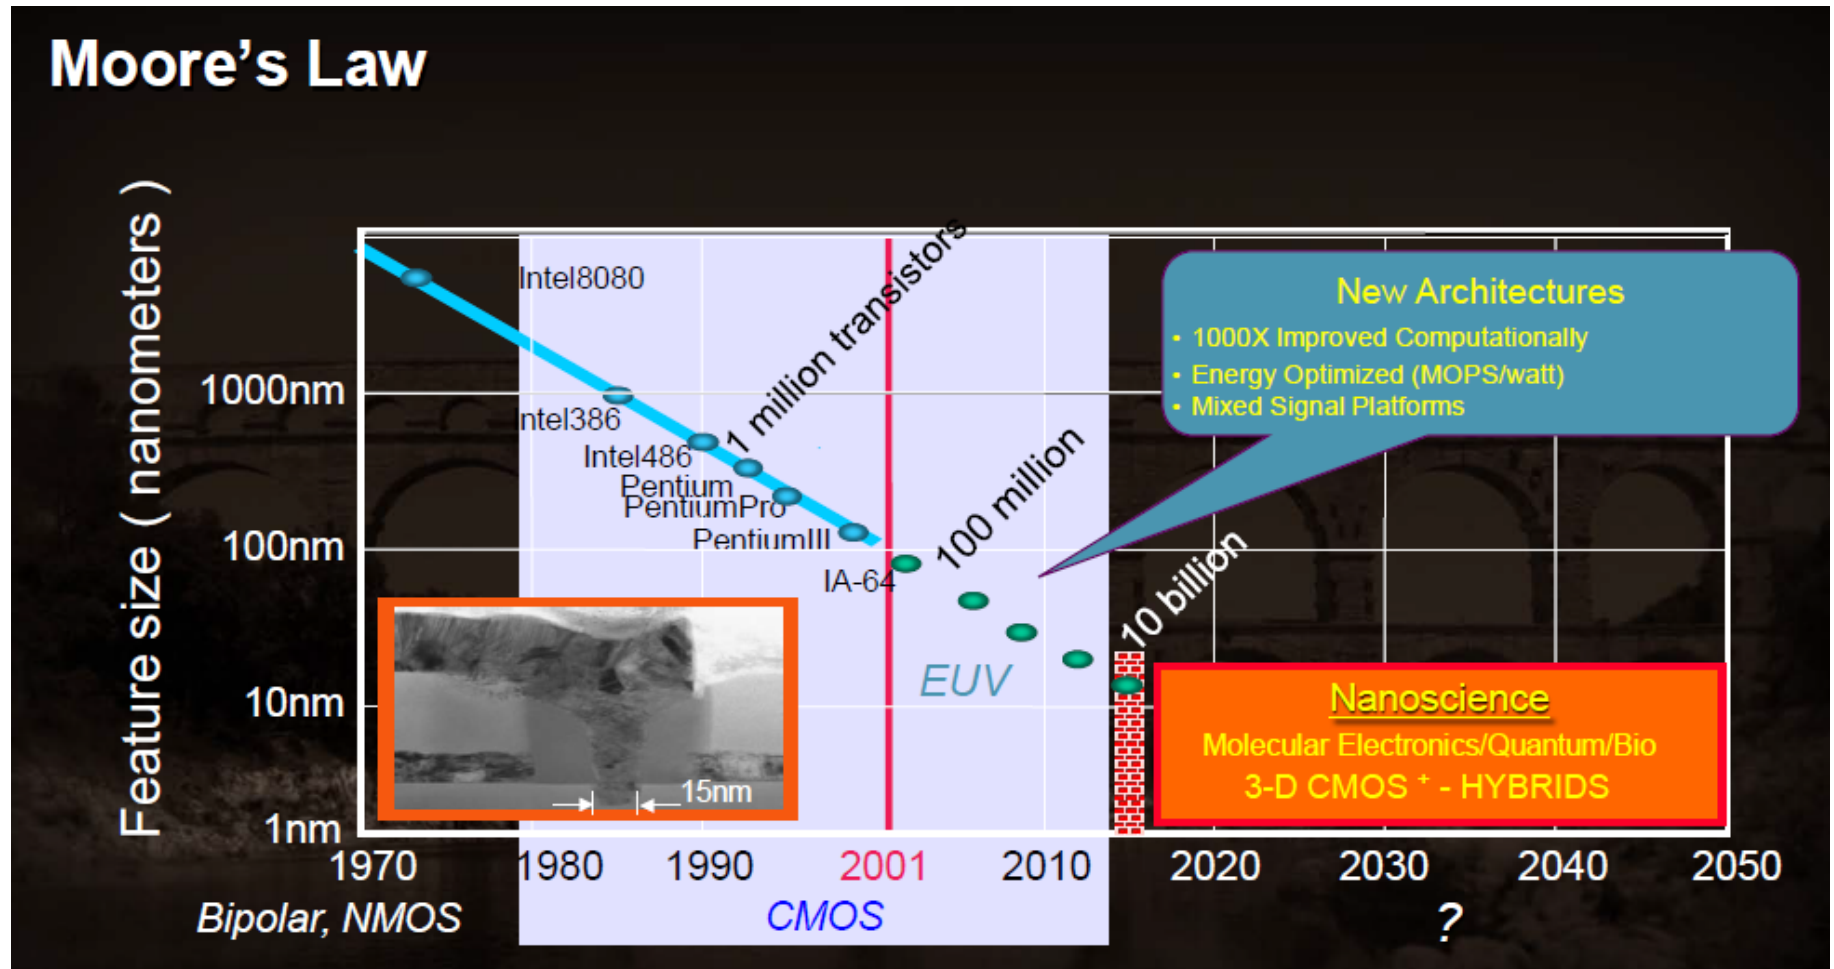 Moore's Law
Feature size ( nanometers )
1000nm
100nm
10nm
1nm
Intel8080
Intel386
Intel486
Pentium
PentiumPro
PentiumIII
IA-64
1 million transistors
100 million
10 billion
EUV
15nm
New Architectures
• 1000X Improved Computationally
• Energy Optimized (MOPS/watt)
• Mixed Signal Platforms
Nanoscience
Molecular Electronics/Quantum/Bio
3-D CMOS + - HYBRIDS
1970 1980 1990 2001 2010 2020 2030 2040 2050
Bipolar, NMOS CMOS ?